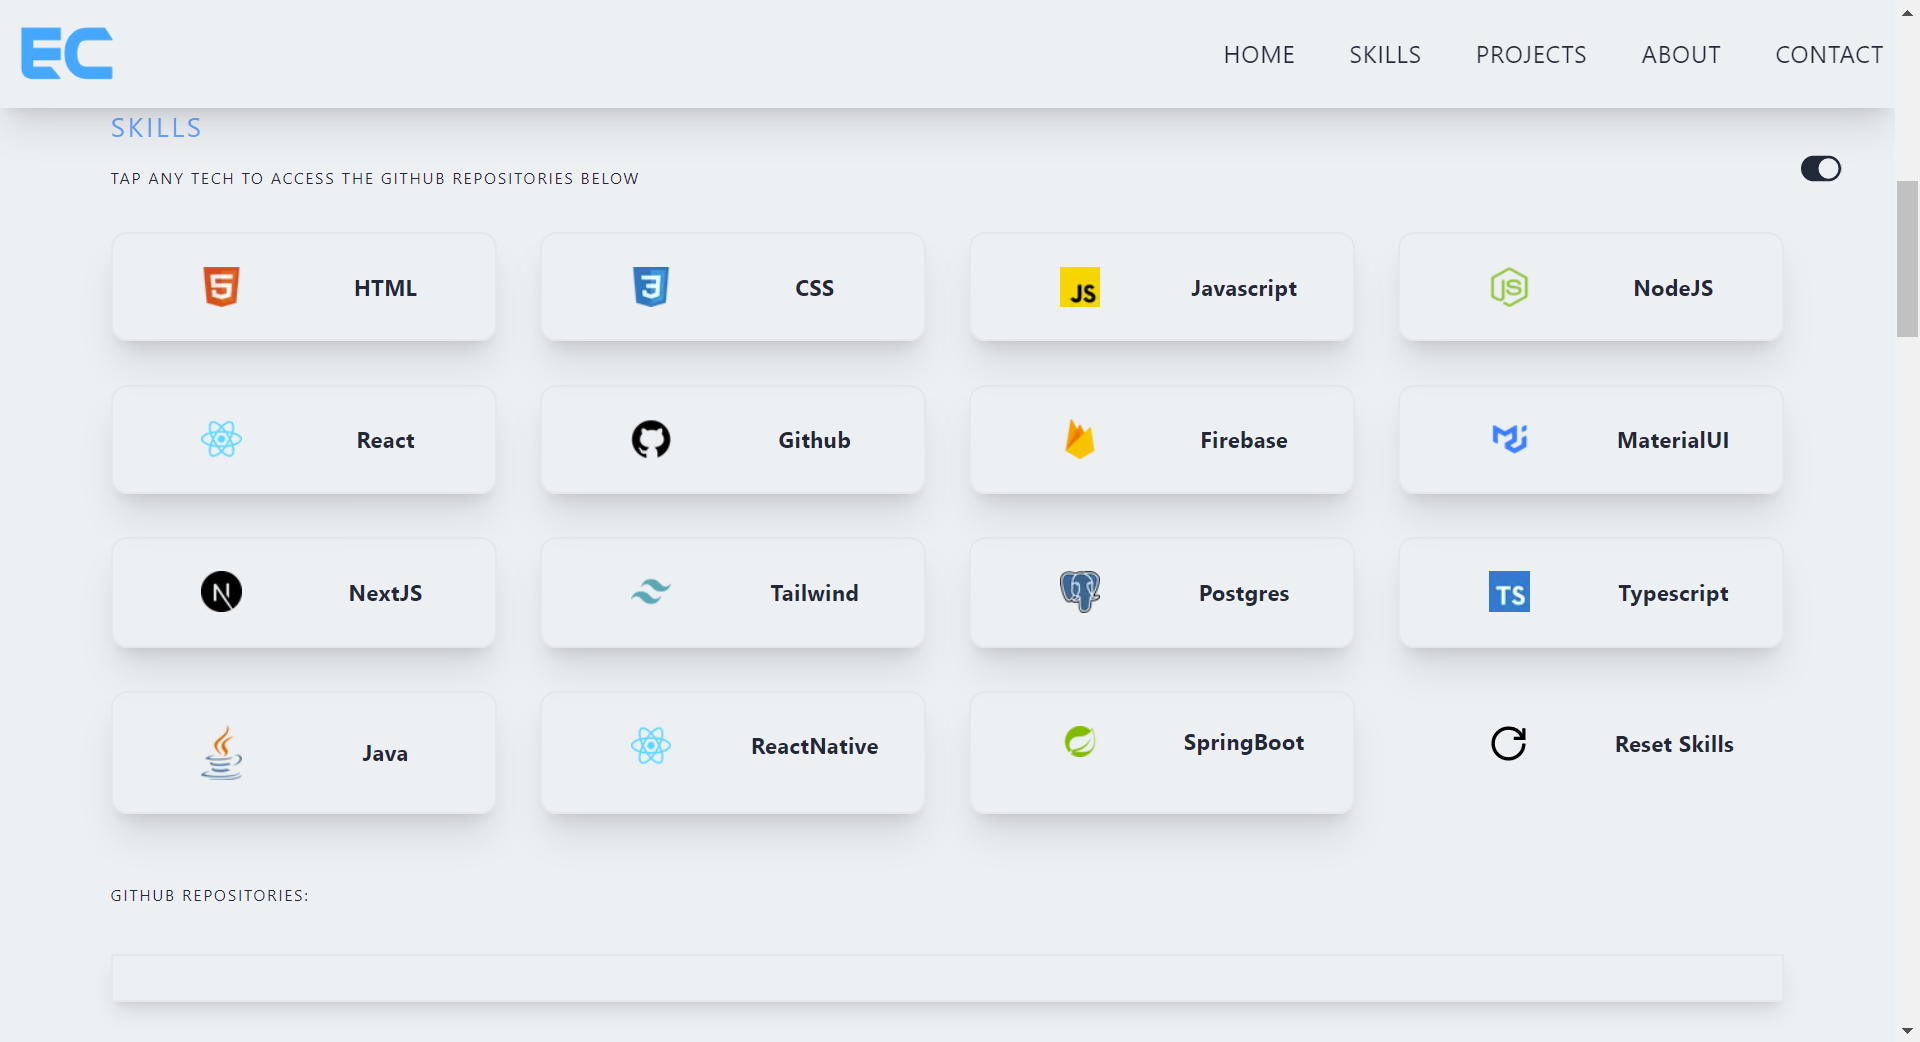 EC
HOME SKILLS PROJECTS ABOUT CONTACT
SKILLS
TAP ANY TECH TO ACCESS THE GITHUB REPOSITORIES BELOW
5 HTML 3 CSS JS Javascript JS NodeJS
React Github Firebase MaterialUI
N NextJS Tailwind Postgres TS Typescript
Java ReactNative SpringBoot Reset Skills
GITHUB REPOSITORIES: